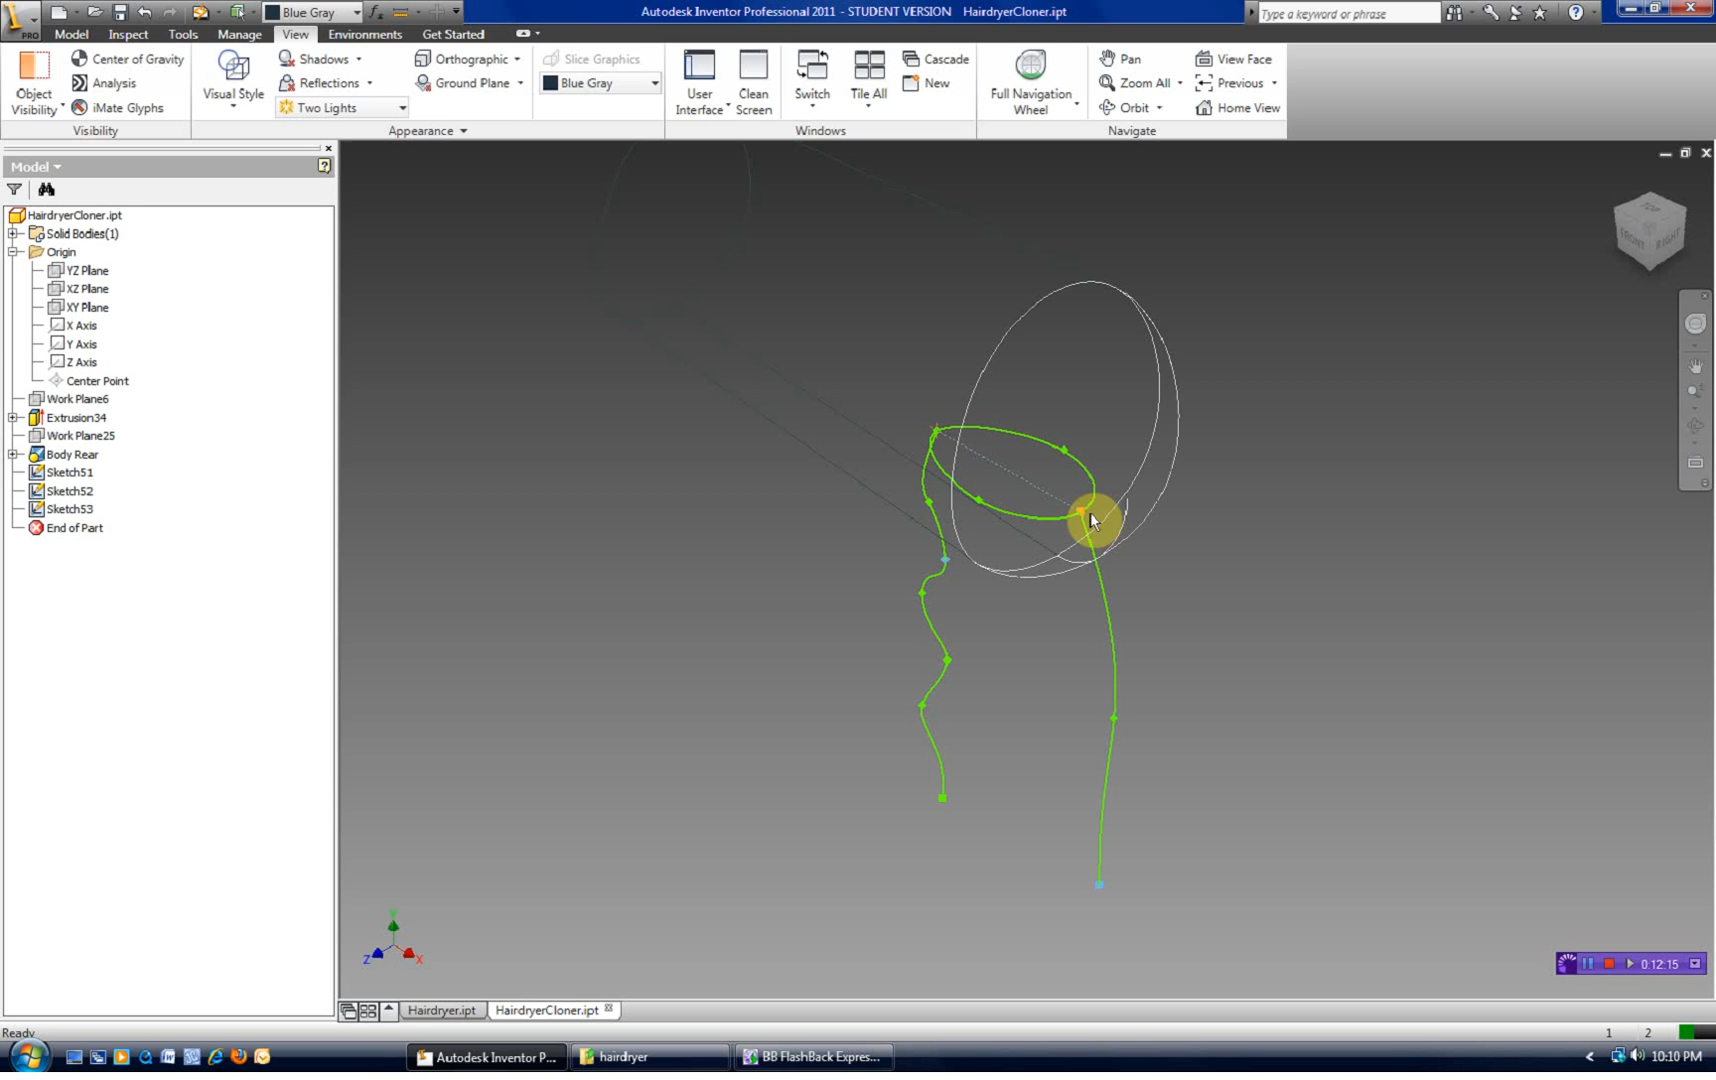 Blue Gray
Autodesk Inventor Professional 2011 - STUDENT VERSION HairdryerCloner.ipt
Type a keyword or phrase
PRO
Model Inspect Tools Manage View Environments Get Started
Object Visibility
Center of Gravity
Analysis
iMate Glyphs
Visibility
Visual Style
Shadows
Reflections
Two Lights
Orthographic
Ground Plane
Slice Graphics
Blue Gray
Appearance
User Interface
Clean Screen
Switch
Tile All
Cascade
New
Windows
Full Navigation Wheel
Pan
Zoom All
Orbit
View Face
Previous
Home View
Navigate
Model
HairdryerCloner.ipt
Solid Bodies(1)
Origin
YZ Plane
XZ Plane
XY Plane
X Axis
Y Axis
Z Axis
Center Point
Work Plane6
Extrusion34
Work Plane25
Body Rear
Sketch51
Sketch52
Sketch53
End of Part
TOP
FRONT
RIGHT
Y
Z
X
0:12:15
Hairdryer.ipt
HairdryerCloner.ipt
Ready
1 2
Autodesk Inventor P...
hairdryer
BB FlashBack Expres...
10:10 PM